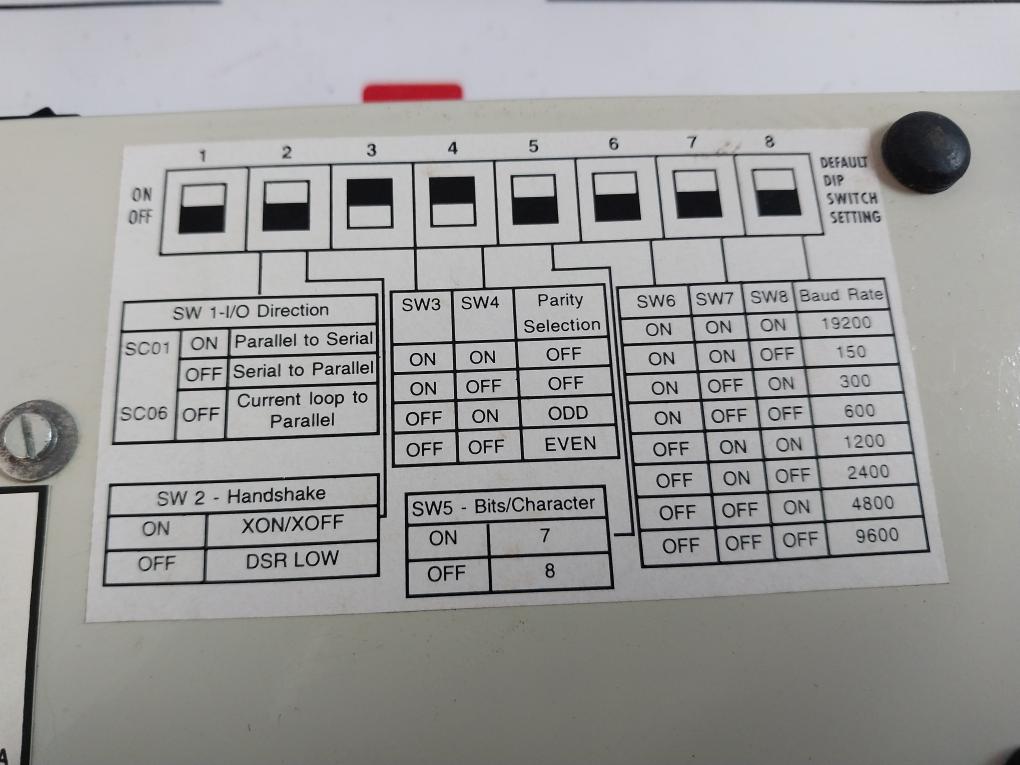 1 2 3 4 5 6 7 8
ON
OFF
DEFAULT
DIP
SWITCH
SETTING
SW 1-I/O Direction
SC01 ON Parallel to Serial
OFF Serial to Parallel
SC06 OFF Current loop to
Parallel
SW 2 - Handshake
ON XON/XOFF
OFF DSR LOW
SW3 SW4 Parity
Selection
ON ON OFF
ON OFF OFF
OFF ON ODD
OFF OFF EVEN
SW5 - Bits/Character
ON 7
OFF 8
SW6 SW7 SW8 Baud Rate
ON ON ON 19200
ON ON OFF 150
ON OFF ON 300
ON OFF OFF 600
OFF ON ON 1200
OFF ON OFF 2400
OFF OFF ON 4800
OFF OFF OFF 9600
A